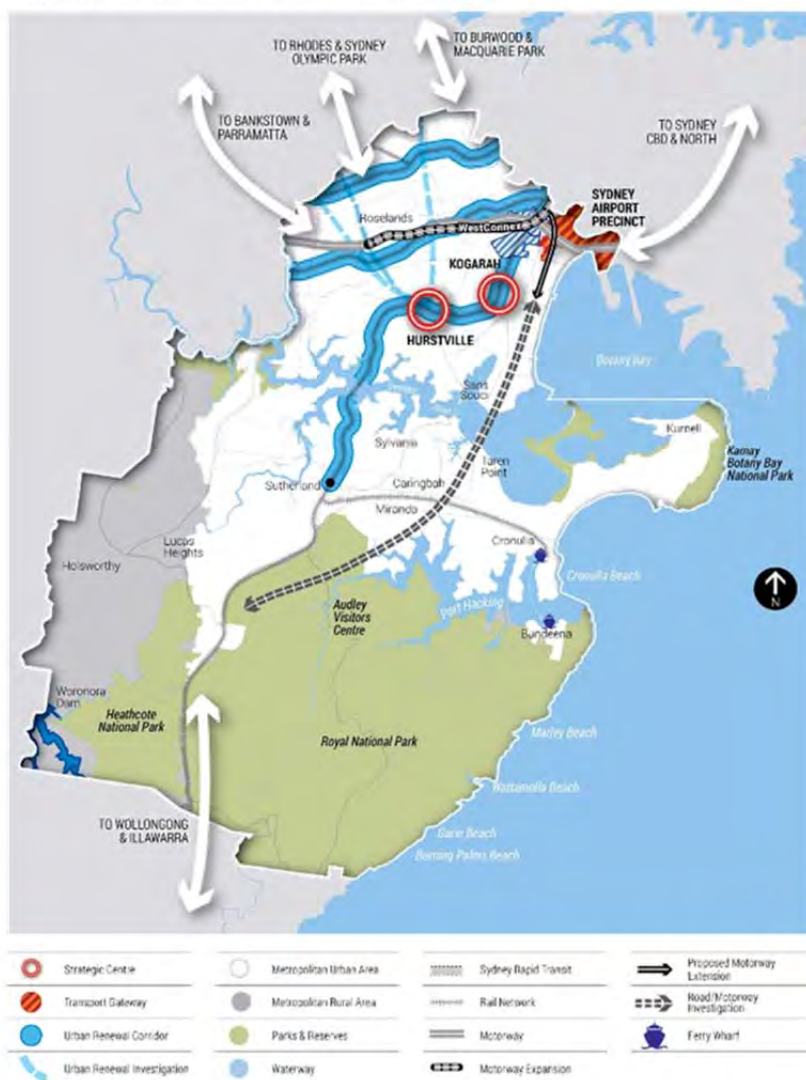 TO BURWOOD &
MACQUARIE PARK
TO RHODES & SYDNEY
OLYMPIC PARK
TO BANKSTOWN &
PARRAMATTA
TO SYDNEY
CBD & NORTH
SYDNEY
AIRPORT
PRECINCT
Roselands
WestConnex
KOGARAH
HURSTVILLE
Botany Bay
Sans
Souci
Kurnell
Kamay
Botany Bay
National Park
Sylvania
Taren
Point
Sutherland
Caringbah
Miranda
Lucas
Heights
Cronulla
Holsworthy
Cronulla Beach
N
Audley
Visitors
Centre
Port Hacking
Bundeena
Woronora
Dam
Heathcote
National Park
Royal National Park
Marley Beach
Wattamolla Beach
TO WOLLONGONG
& ILLAWARRA
Garie Beach
Burning Palms Beach
Strategic Centre
Metropolitan Urban Area
Sydney Rapid Transit
Proposed Motorway
Extension
Transport Gateway
Metropolitan Rural Area
Rail Network
Road/Motorway
Investigation
Urban Renewal Corridor
Parks & Reserves
Motorway
Ferry Wharf
Urban Renewal Investigation
Waterway
Motorway Expansion